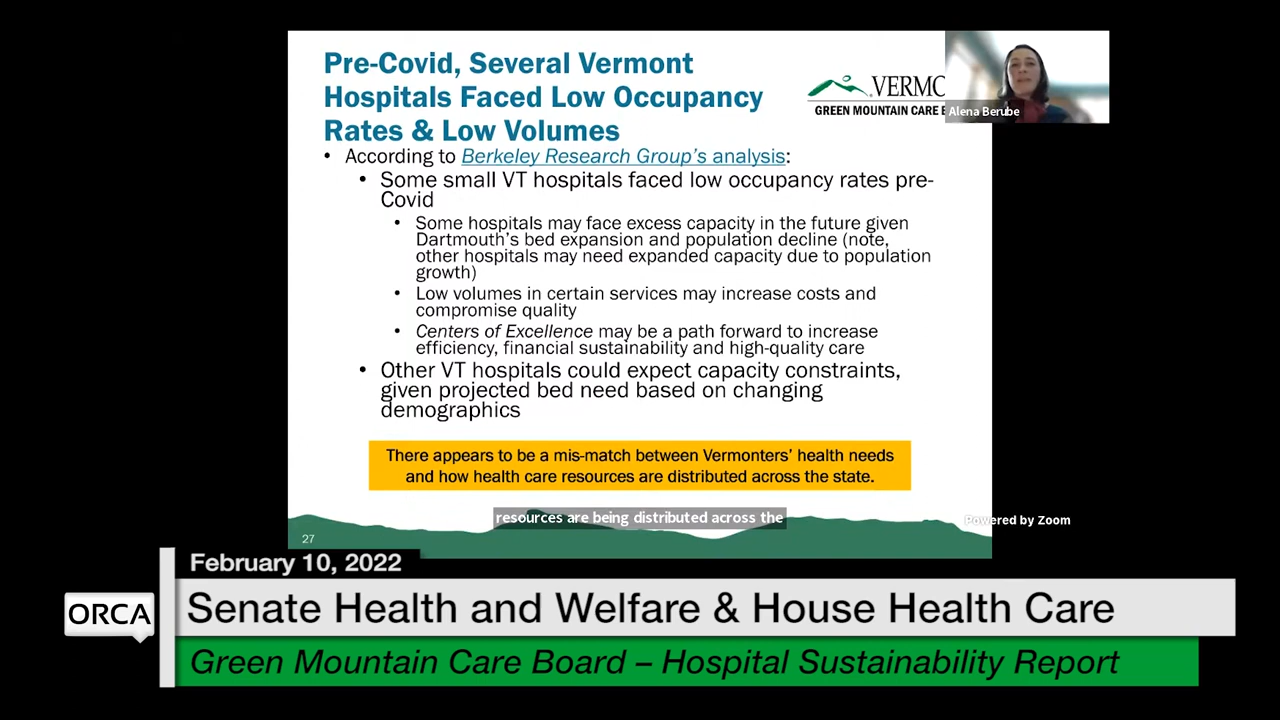 Pre-Covid, Several Vermont
Hospitals Faced Low Occupancy
Rates & Low Volumes
VERMO
GREEN MOUNTAIN CARE B
Alena Berube
• According to Berkeley Research Group's analysis:
• Some small VT hospitals faced low occupancy rates pre-
Covid
• Some hospitals may face excess capacity in the future given
Dartmouth's bed expansion and population decline (note,
other hospitals may need expanded capacity due to population
growth)
• Low volumes in certain services may increase costs and
compromise quality
• Centers of Excellence may be a path forward to increase
efficiency, financial sustainability and high-quality care
• Other VT hospitals could expect capacity constraints,
given projected bed need based on changing
demographics
There appears to be a mis-match between Vermonters' health needs
and how health care resources are distributed across the state.
resources are being distributed across the
Powered by Zoom
27
February 10, 2022
ORCA
Senate Health and Welfare & House Health Care
Green Mountain Care Board – Hospital Sustainability Report